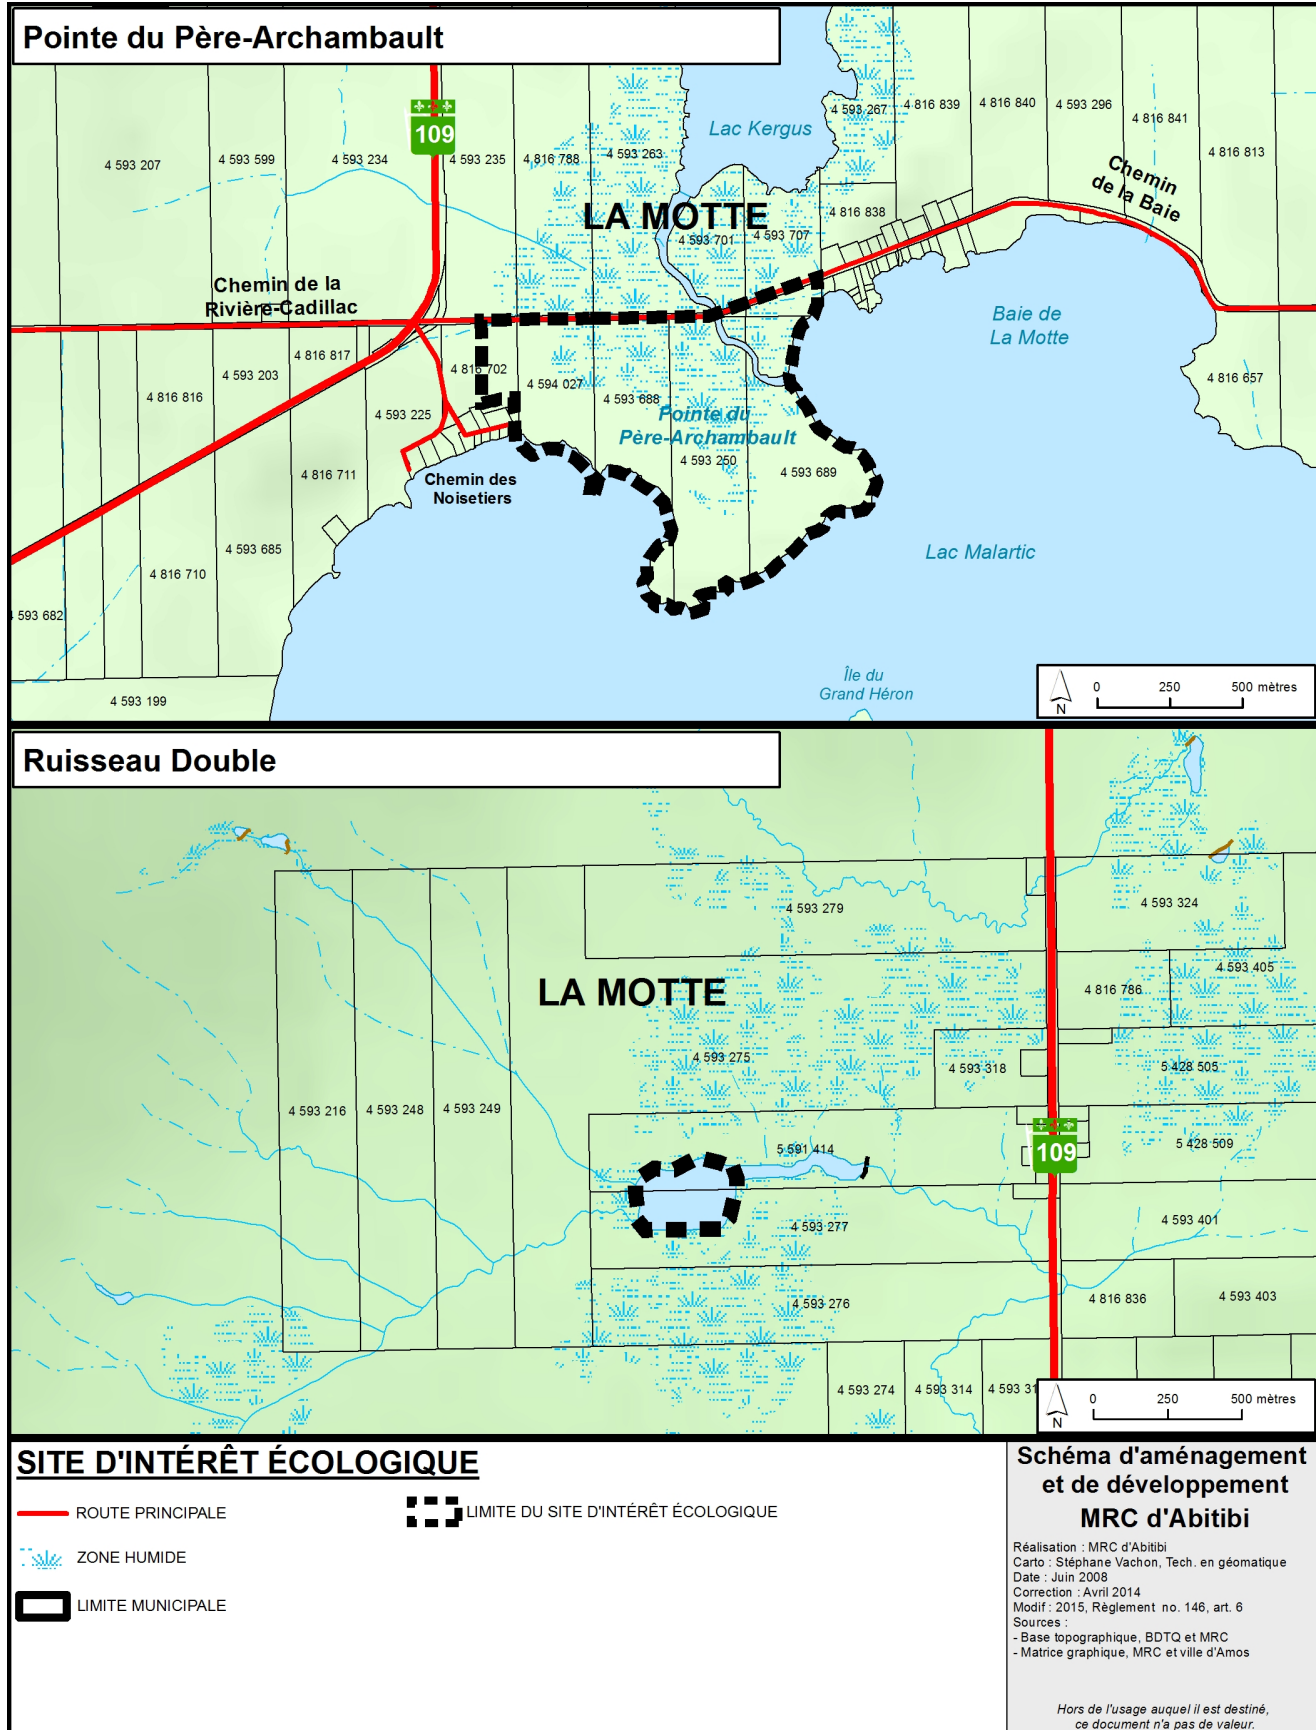 Pointe du Père-Archambault
109
Lac Kergus
4 593 267
4 816 839
4 816 840
4 593 296
4 816 841
4 816 813
4 593 207
4 593 599
4 593 234
4 593 235
4 816 788
4 593 263
Chemin
de la Baie
LA MOTTE
4 816 838
4 593 701
4 593 707
Chemin de la
Rivière-Cadillac
Baie de
La Motte
4 816 817
4 593 203
4 816 816
4 816 702
4 594 027
4 593 688
4 816 657
4 593 225
Pointe du
Père-Archambault
4 593 250
4 593 689
4 816 711
Chemin des
Noisetiers
4 593 685
4 816 710
Lac Malartic
593 682
4 593 199
Île du
Grand Héron
N
0 250 500 mètres
Ruisseau Double
4 593 279
4 593 324
4 593 405
LA MOTTE
4 816 786
4 593 275
4 593 318
5 428 505
4 593 216
4 593 248
4 593 249
109
5 591 414
5 428 509
4 593 277
4 593 401
4 593 276
4 816 836
4 593 403
4 593 274
4 593 314
4 593 31
N
0 250 500 mètres
SITE D'INTÉRÊT ÉCOLOGIQUE
ROUTE PRINCIPALE
LIMITE DU SITE D'INTÉRÊT ÉCOLOGIQUE
ZONE HUMIDE
LIMITE MUNICIPALE
Schéma d'aménagement
et de développement
MRC d'Abitibi
Réalisation : MRC d'Abitibi
Carto : Stéphane Vachon, Tech. en géomatique
Date : Juin 2008
Correction : Avril 2014
Modif : 2015, Règlement no. 146, art. 6
Sources :
- Base topographique, BDTQ et MRC
- Matrice graphique, MRC et ville d'Amos
Hors de l'usage auquel il est destiné,
ce document n'a pas de valeur.